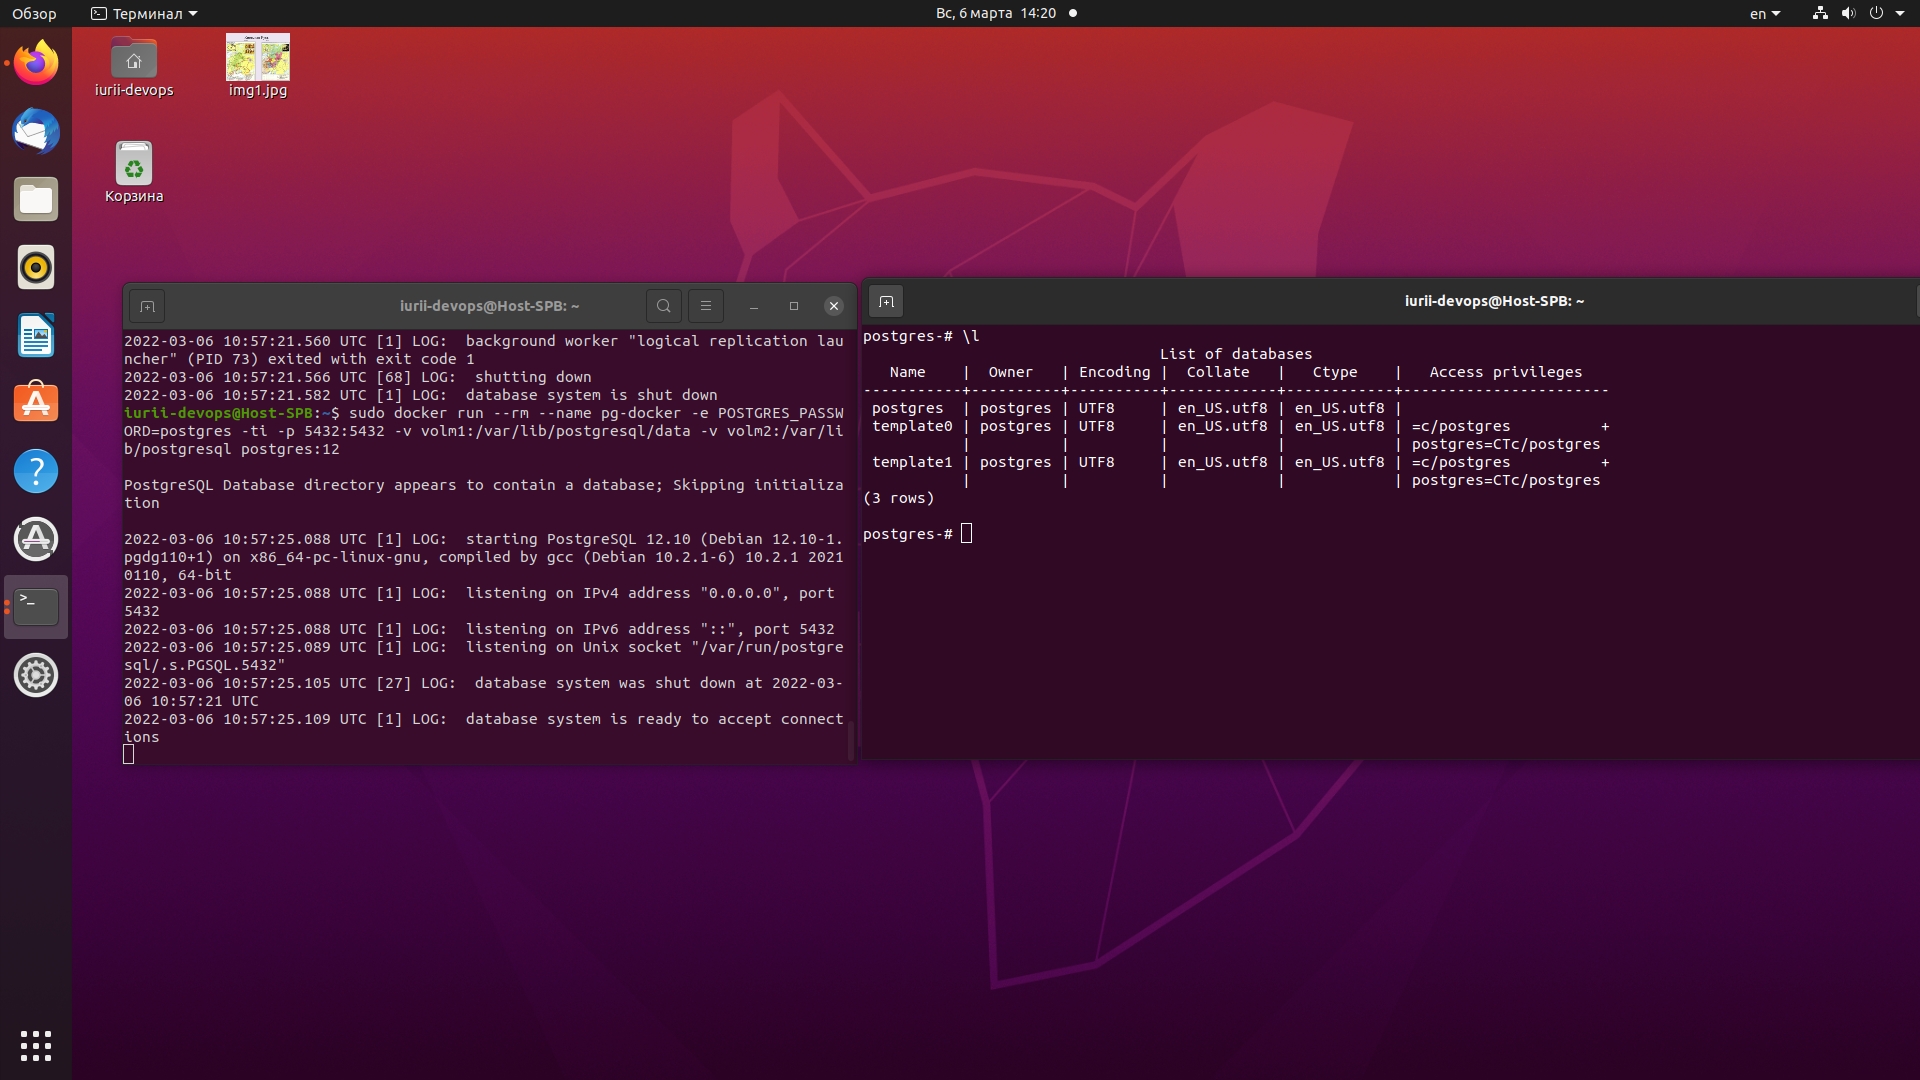 Обзор
Терминал
Вс, 6 марта 14:20
en
iurii-devops
img1.jpg
Корзина
iurii-devops@Host-SPB: ~
2022-03-06 10:57:21.560 UTC [1] LOG:  background worker "logical replication lau
ncher" (PID 73) exited with exit code 1
2022-03-06 10:57:21.566 UTC [68] LOG:  shutting down
2022-03-06 10:57:21.582 UTC [1] LOG:  database system is shut down
iurii-devops@Host-SPB:~$ sudo docker run --rm --name pg-docker -e POSTGRES_PASSW
ORD=postgres -ti -p 5432:5432 -v volm1:/var/lib/postgresql/data -v volm2:/var/li
b/postgresql postgres:12
PostgreSQL Database directory appears to contain a database; Skipping initializa
tion
2022-03-06 10:57:25.088 UTC [1] LOG:  starting PostgreSQL 12.10 (Debian 12.10-1.
pgdg110+1) on x86_64-pc-linux-gnu, compiled by gcc (Debian 10.2.1-6) 10.2.1 2021
0110, 64-bit
2022-03-06 10:57:25.088 UTC [1] LOG:  listening on IPv4 address "0.0.0.0", port
5432
2022-03-06 10:57:25.088 UTC [1] LOG:  listening on IPv6 address "::", port 5432
2022-03-06 10:57:25.089 UTC [1] LOG:  listening on Unix socket "/var/run/postgre
sql/.s.PGSQL.5432"
2022-03-06 10:57:25.105 UTC [27] LOG:  database system was shut down at 2022-03-
06 10:57:21 UTC
2022-03-06 10:57:25.109 UTC [1] LOG:  database system is ready to accept connect
ions
iurii-devops@Host-SPB: ~
postgres-# \l
                                 List of databases
   Name    |  Owner   | Encoding |  Collate   |   Ctype    |   Access privileges
-----------+----------+----------+------------+------------+-----------------------
 postgres  | postgres | UTF8     | en_US.utf8 | en_US.utf8 |
 template0 | postgres | UTF8     | en_US.utf8 | en_US.utf8 | =c/postgres          +
           |          |          |            |            | postgres=CTc/postgres
 template1 | postgres | UTF8     | en_US.utf8 | en_US.utf8 | =c/postgres          +
           |          |          |            |            | postgres=CTc/postgres
(3 rows)
postgres-#